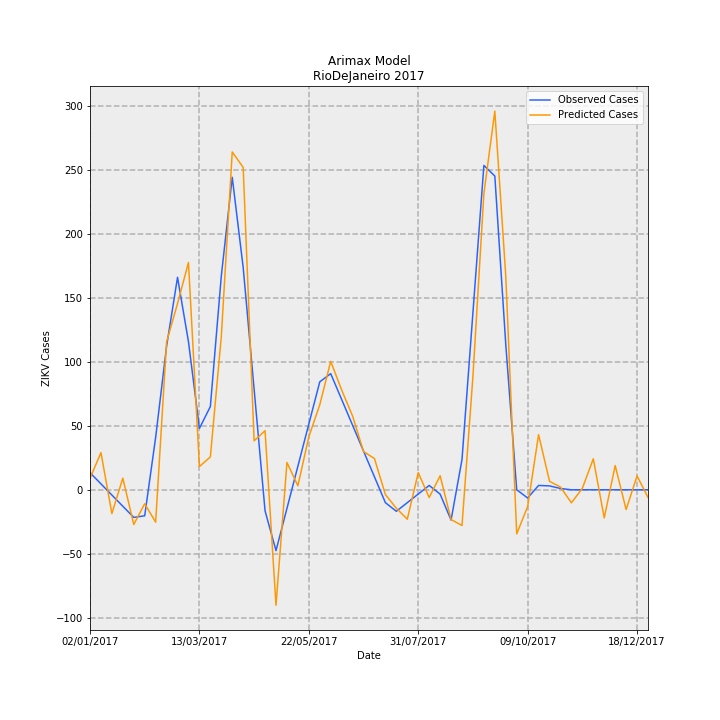 Arimax Model
RioDeJaneiro 2017
Observed Cases
Predicted Cases
ZIKV Cases
300
250
200
150
100
50
0
−50
−100
02/01/2017 13/03/2017 22/05/2017 31/07/2017 09/10/2017 18/12/2017
Date